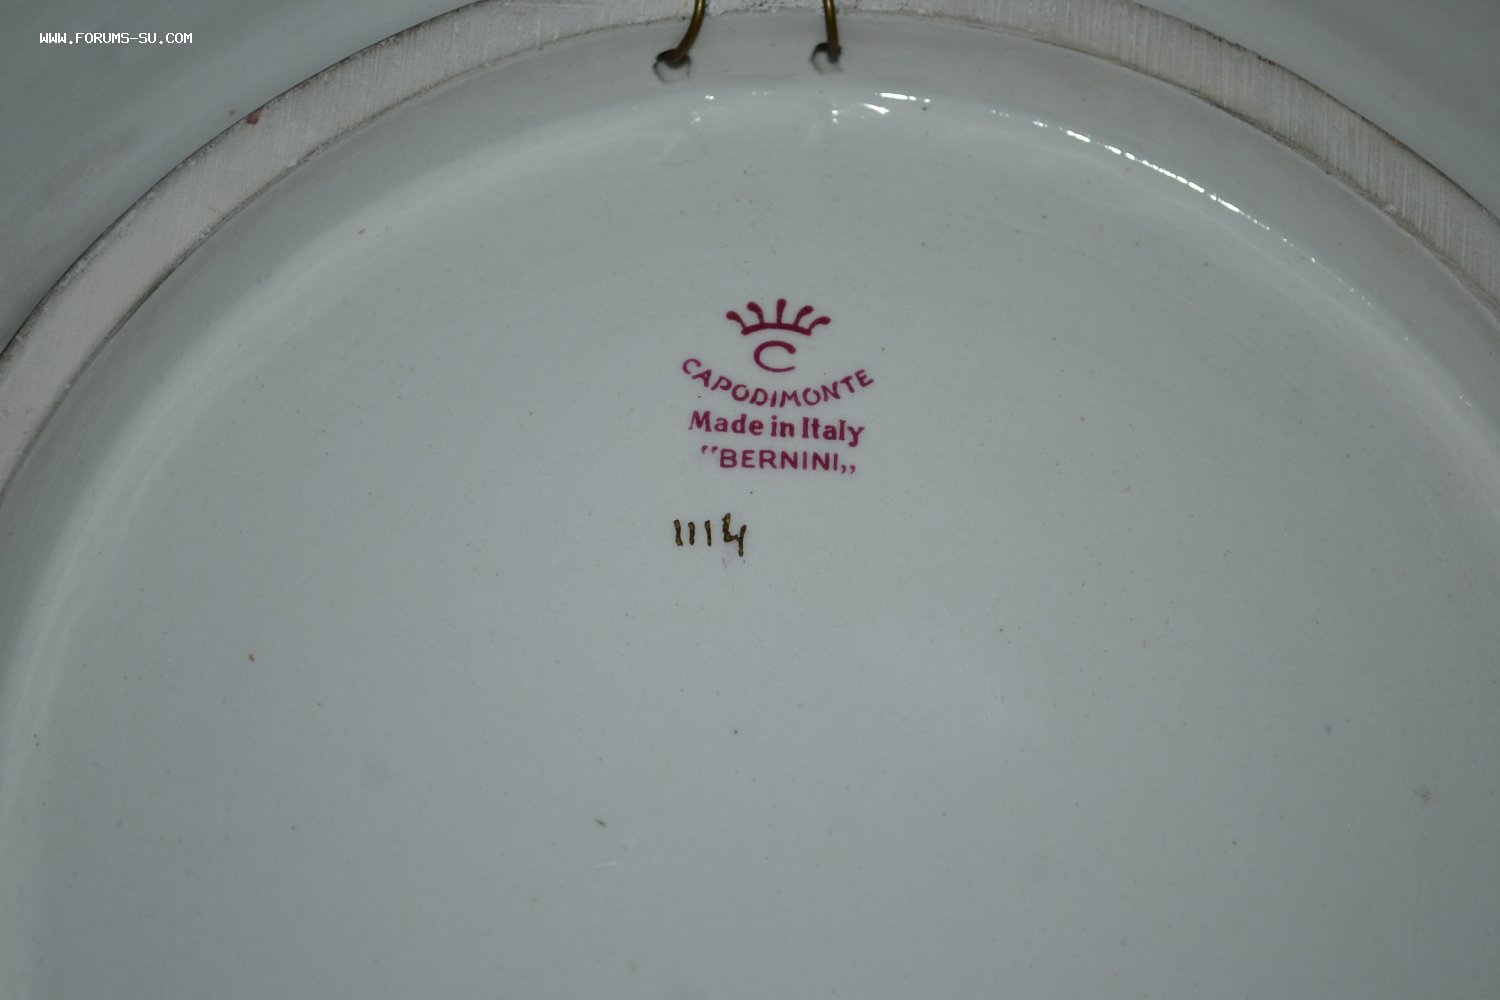 WWW.FORUMS-SU.COM
C
CAPODIMONTE
Made in Italy
"BERNINI„
1114